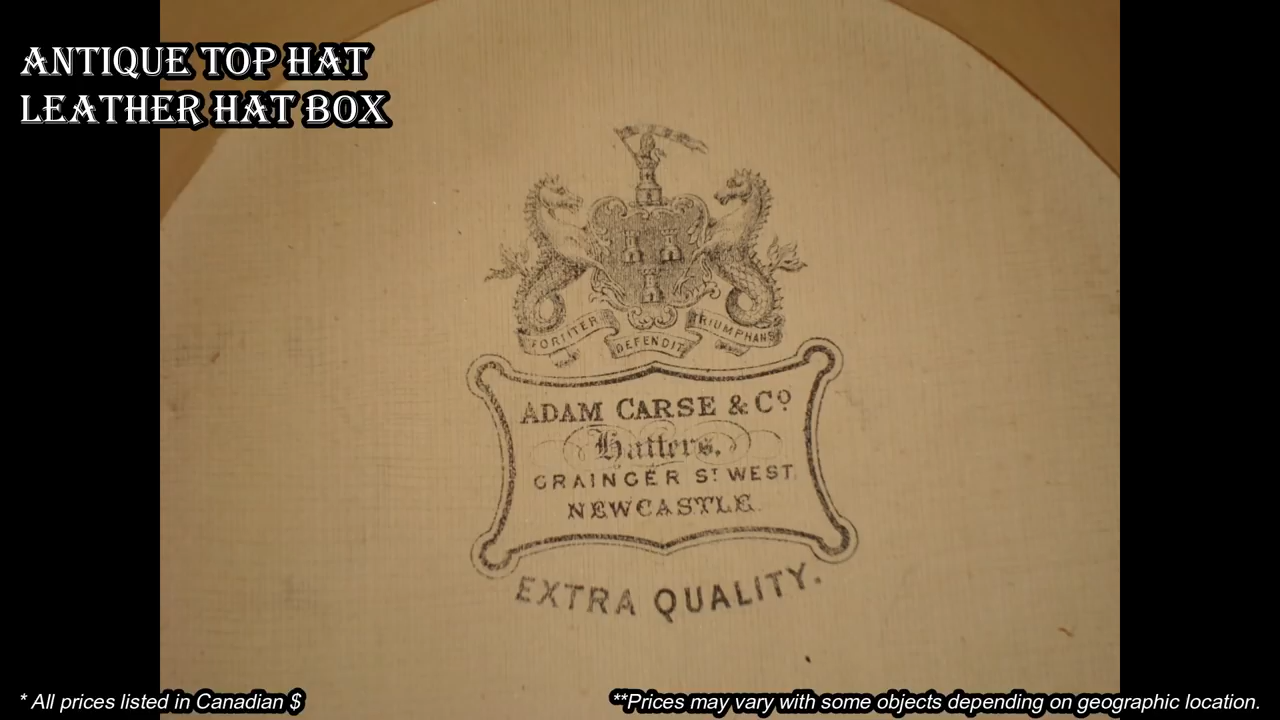 ANTIQUE TOP HAT
LEATHER HAT BOX
FORTITER DEFENDIT TRIUMPHANS
ADAM CARSE & Co
Hatters,
GRAINGER ST WEST
NEWCASTLE.
EXTRA QUALITY.
* All prices listed in Canadian $
**Prices may vary with some objects depending on geographic location.